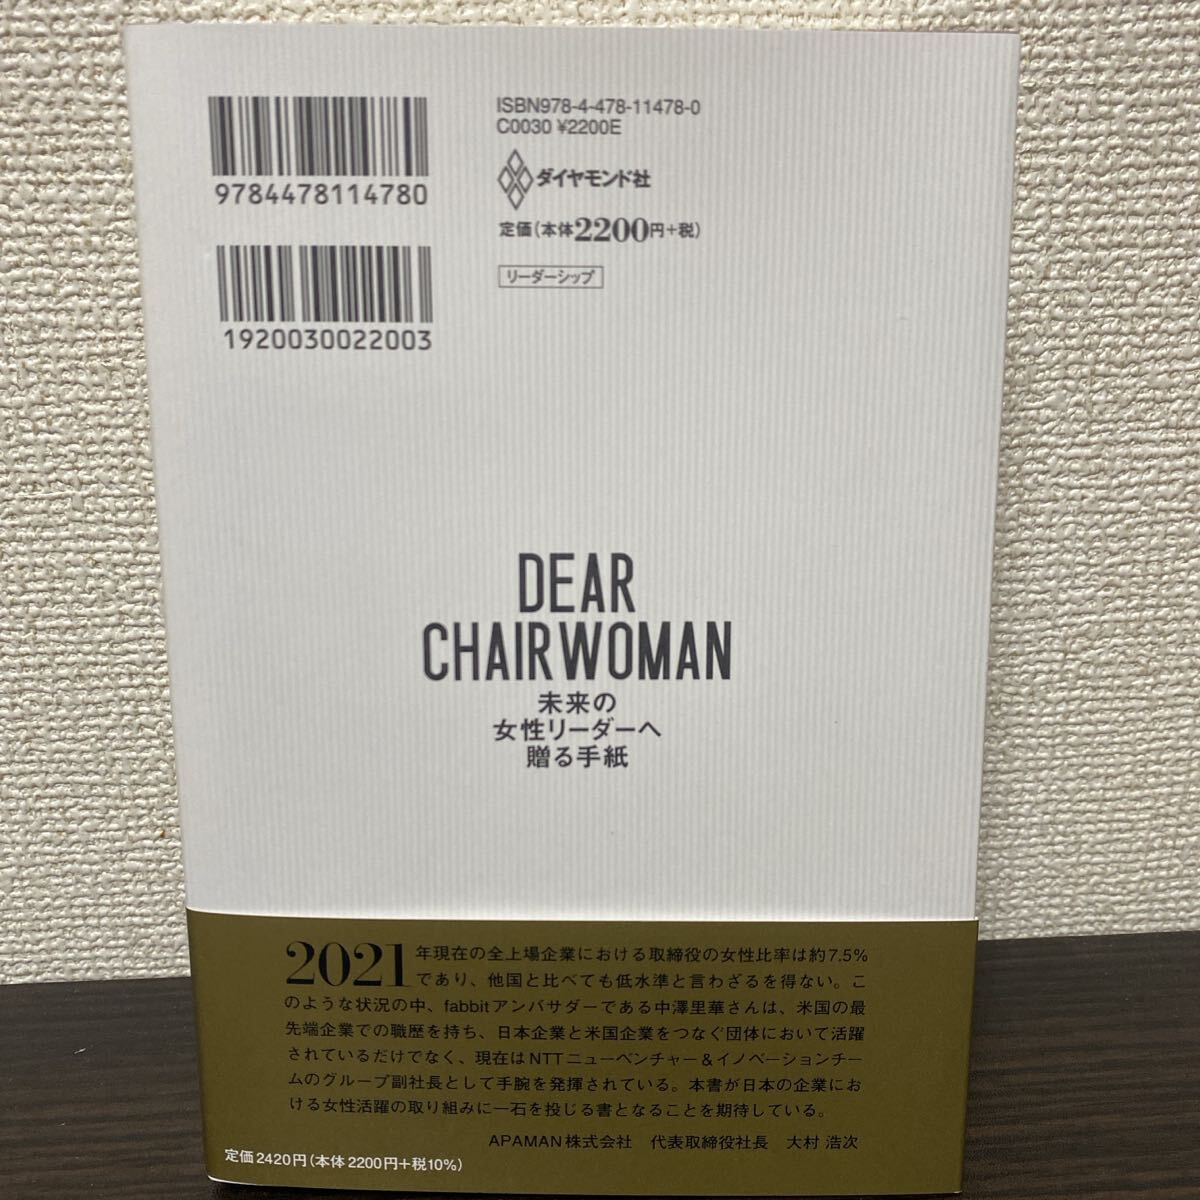 9784478114780
1920030022003
ISBN978-4-478-11478-0
C0030 ¥2200E
ダイヤモンド社
定価(本体2200円+税)
リーダーシップ
DEAR
CHAIRWOMAN
未来の
女性リーダーへ
贈る手紙
2021年現在の全上場企業における取締役の女性比率は約7.5%
であり、他国と比べても低水準と言わざるを得ない。こ
のような状況の中、fabbitアンバサダーである中澤里華さんは、米国の最
先端企業での職歴を持ち、日本企業と米国企業をつなぐ団体において活躍
されているだけでなく、現在はNTTニューベンチャー&イノベーションチー
ムのグループ副社長として手腕を発揮されている。本書が日本の企業にお
ける女性活躍の取り組みに一石を投じる書となることを期待している。
APAMAN株式会社 代表取締役社長 大村 浩次
定価2420円(本体2200円+税10%)